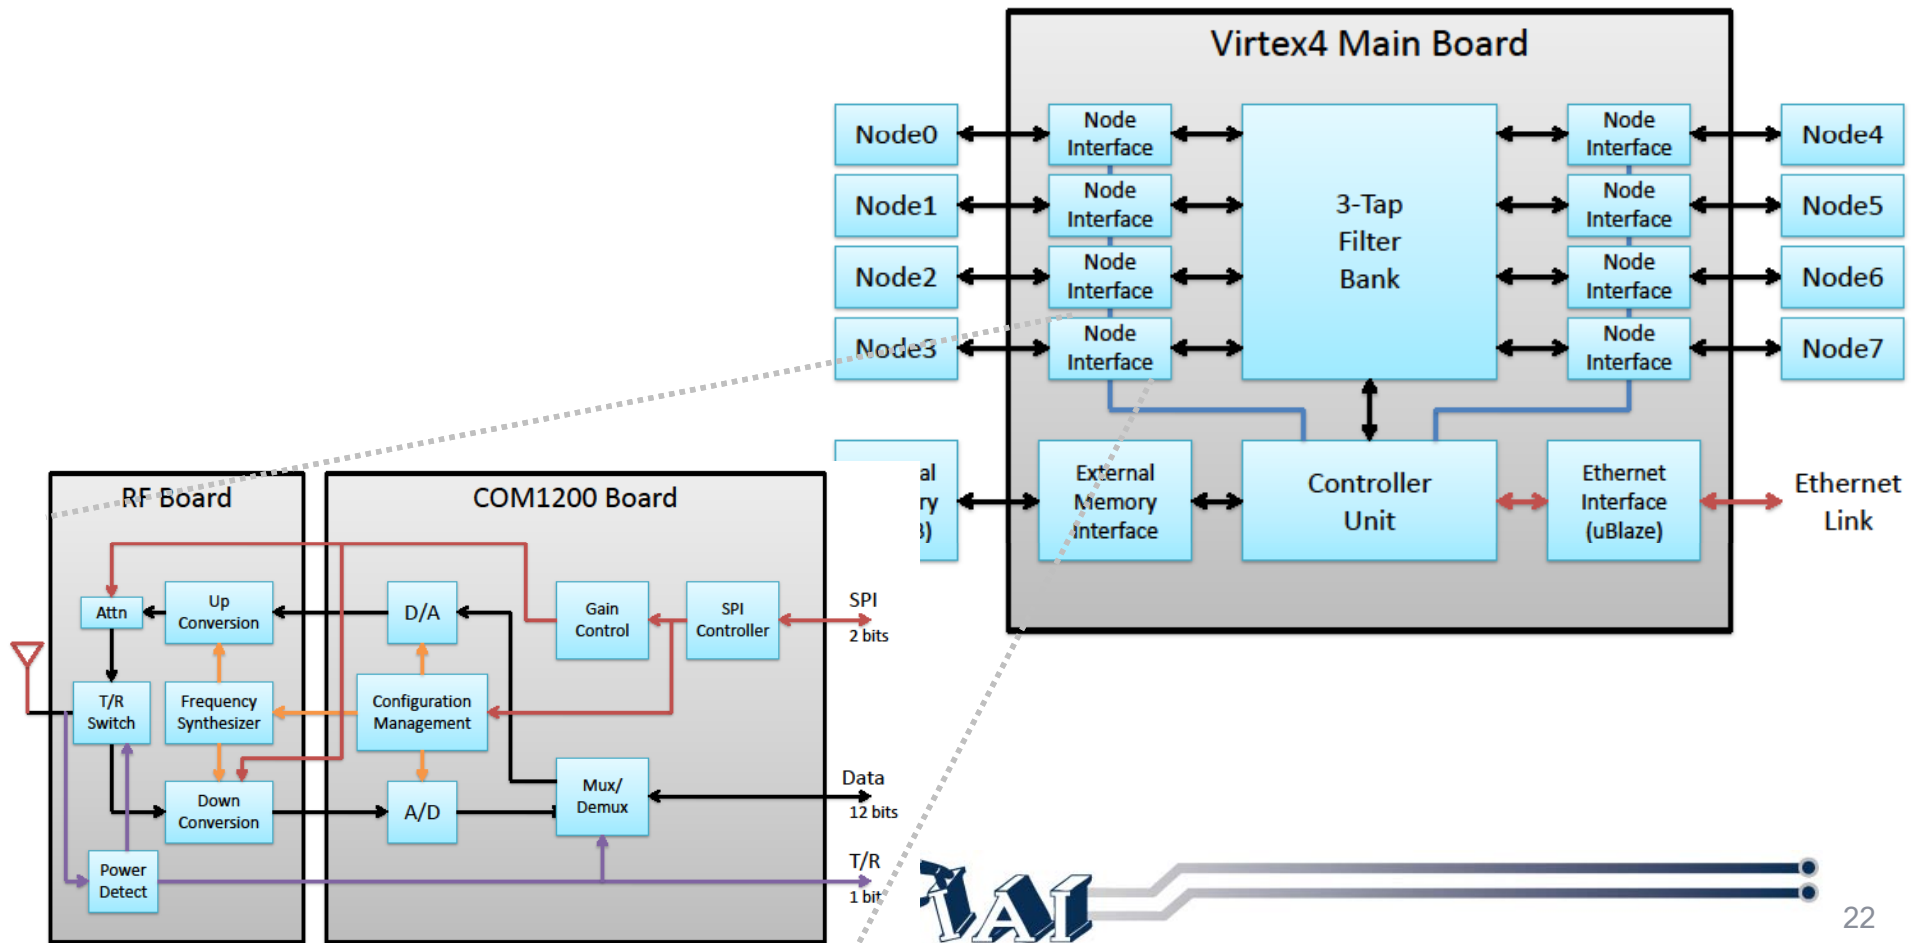 Virtex4 Main Board
Node0
Node
Interface
Node
Interface
Node4
Node1
Node
Interface
3-Tap
Filter
Bank
Node
Interface
Node5
Node2
Node
Interface
Node
Interface
Node6
Node3
Node
Interface
Node
Interface
Node7
External
Memory
Interface
Controller
Unit
Ethernet
Interface
(uBlaze)
Ethernet
Link
RF Board
COM1200 Board
Attn
Up
Conversion
D/A
Gain
Control
SPI
Controller
SPI
2 bits
T/R
Switch
Frequency
Synthesizer
Configuration
Management
Down
Conversion
A/D
Mux/
Demux
Data
12 bits
Power
Detect
T/R
1 bit
IAI
22